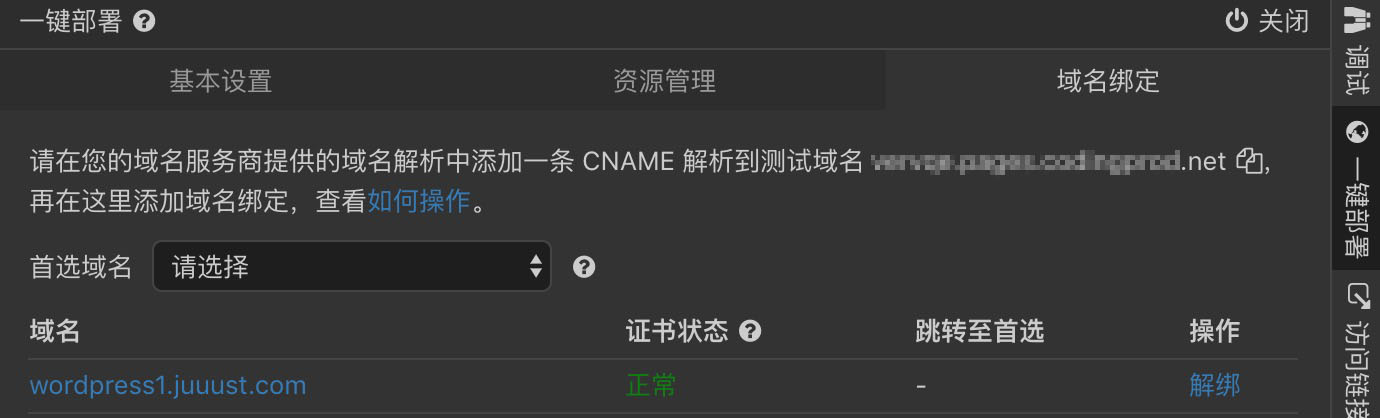 一键部署
关闭
基本设置 资源管理 域名绑定
请在您的域名服务商提供的域名解析中添加一条 CNAME 解析到测试域名 .net ,
再在这里添加域名绑定，查看如何操作。
首选域名 请选择
域名 证书状态 跳转至首选 操作
wordpress1.juuust.com 正常 - 解绑
调试
一键部署
访问链接